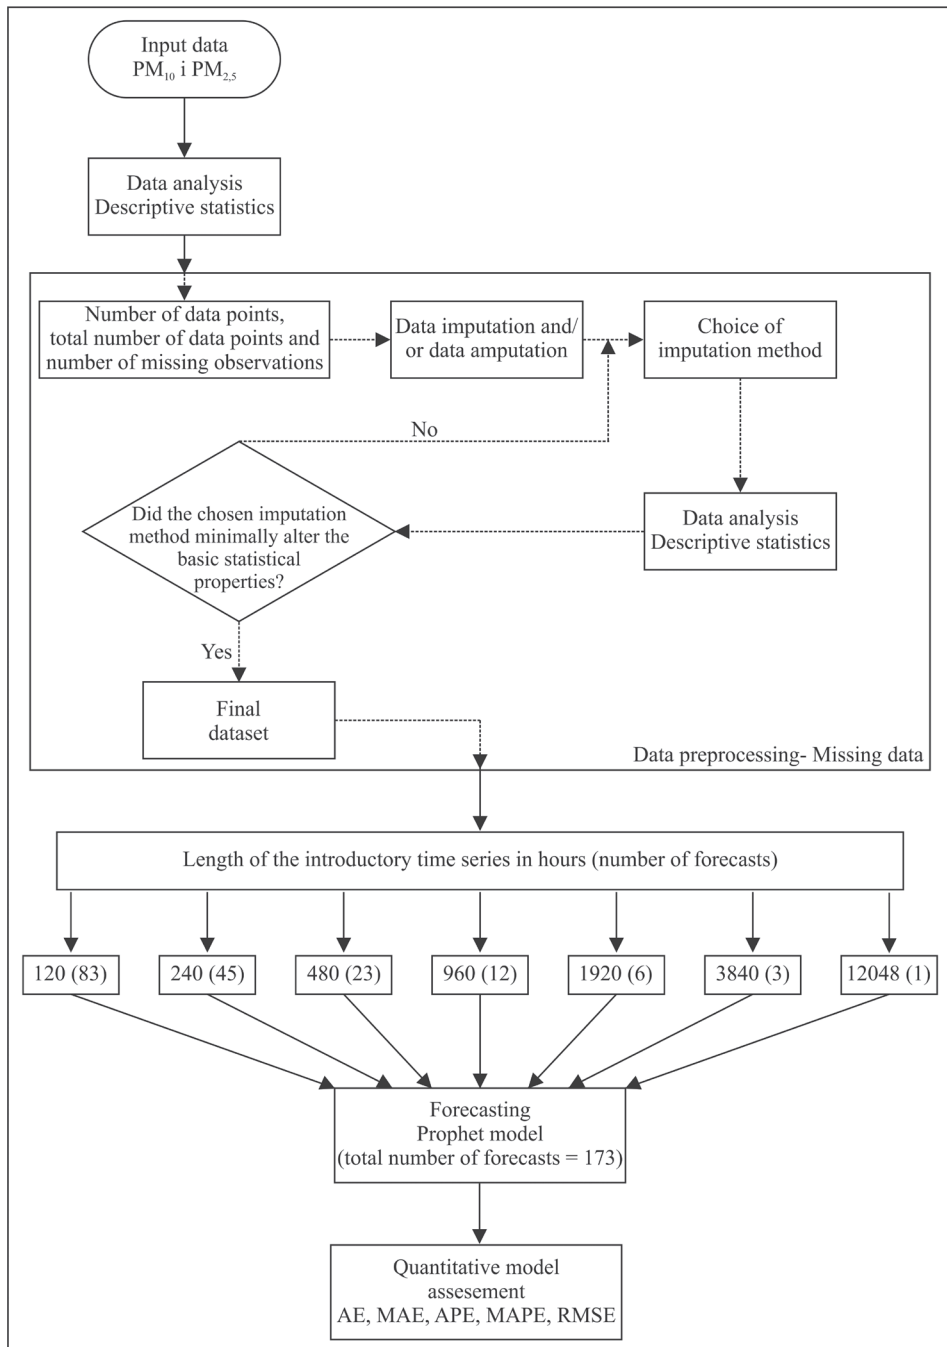 Input data
PM₁₀ i PM₂,₅
Data analysis
Descriptive statistics
Number of data points,
total number of data points and
number of missing observations
Data imputation and/
or data amputation
Choice of
imputation method
No
Did the chosen imputation
method minimally alter the
basic statistical
properties?
Data analysis
Descriptive statistics
Yes
Final
dataset
Data preprocessing- Missing data
Length of the introductory time series in hours (number of forecasts)
120 (83)
240 (45)
480 (23)
960 (12)
1920 (6)
3840 (3)
12048 (1)
Forecasting
Prophet model
(total number of forecasts = 173)
Quantitative model
assesement
AE, MAE, APE, MAPE, RMSE